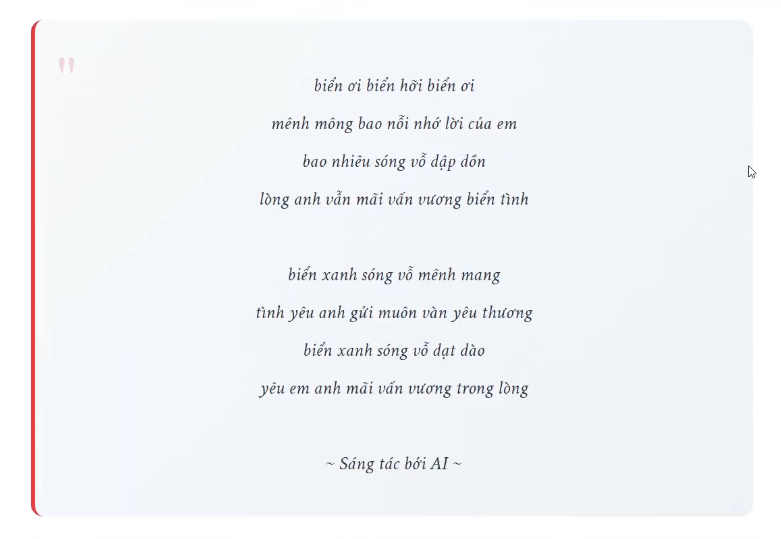 "
biển ơi biển hỡi biển ơi
mênh mông bao nỗi nhớ lời của em
bao nhiêu sóng vỗ dập dồn
lòng anh vẫn mãi vấn vương biển tình
biển xanh sóng vỗ mênh mang
tình yêu anh gửi muôn vàn yêu thương
biển xanh sóng vỗ dạt dào
yêu em anh mãi vấn vương trong lòng
~ Sáng tác bởi AI ~